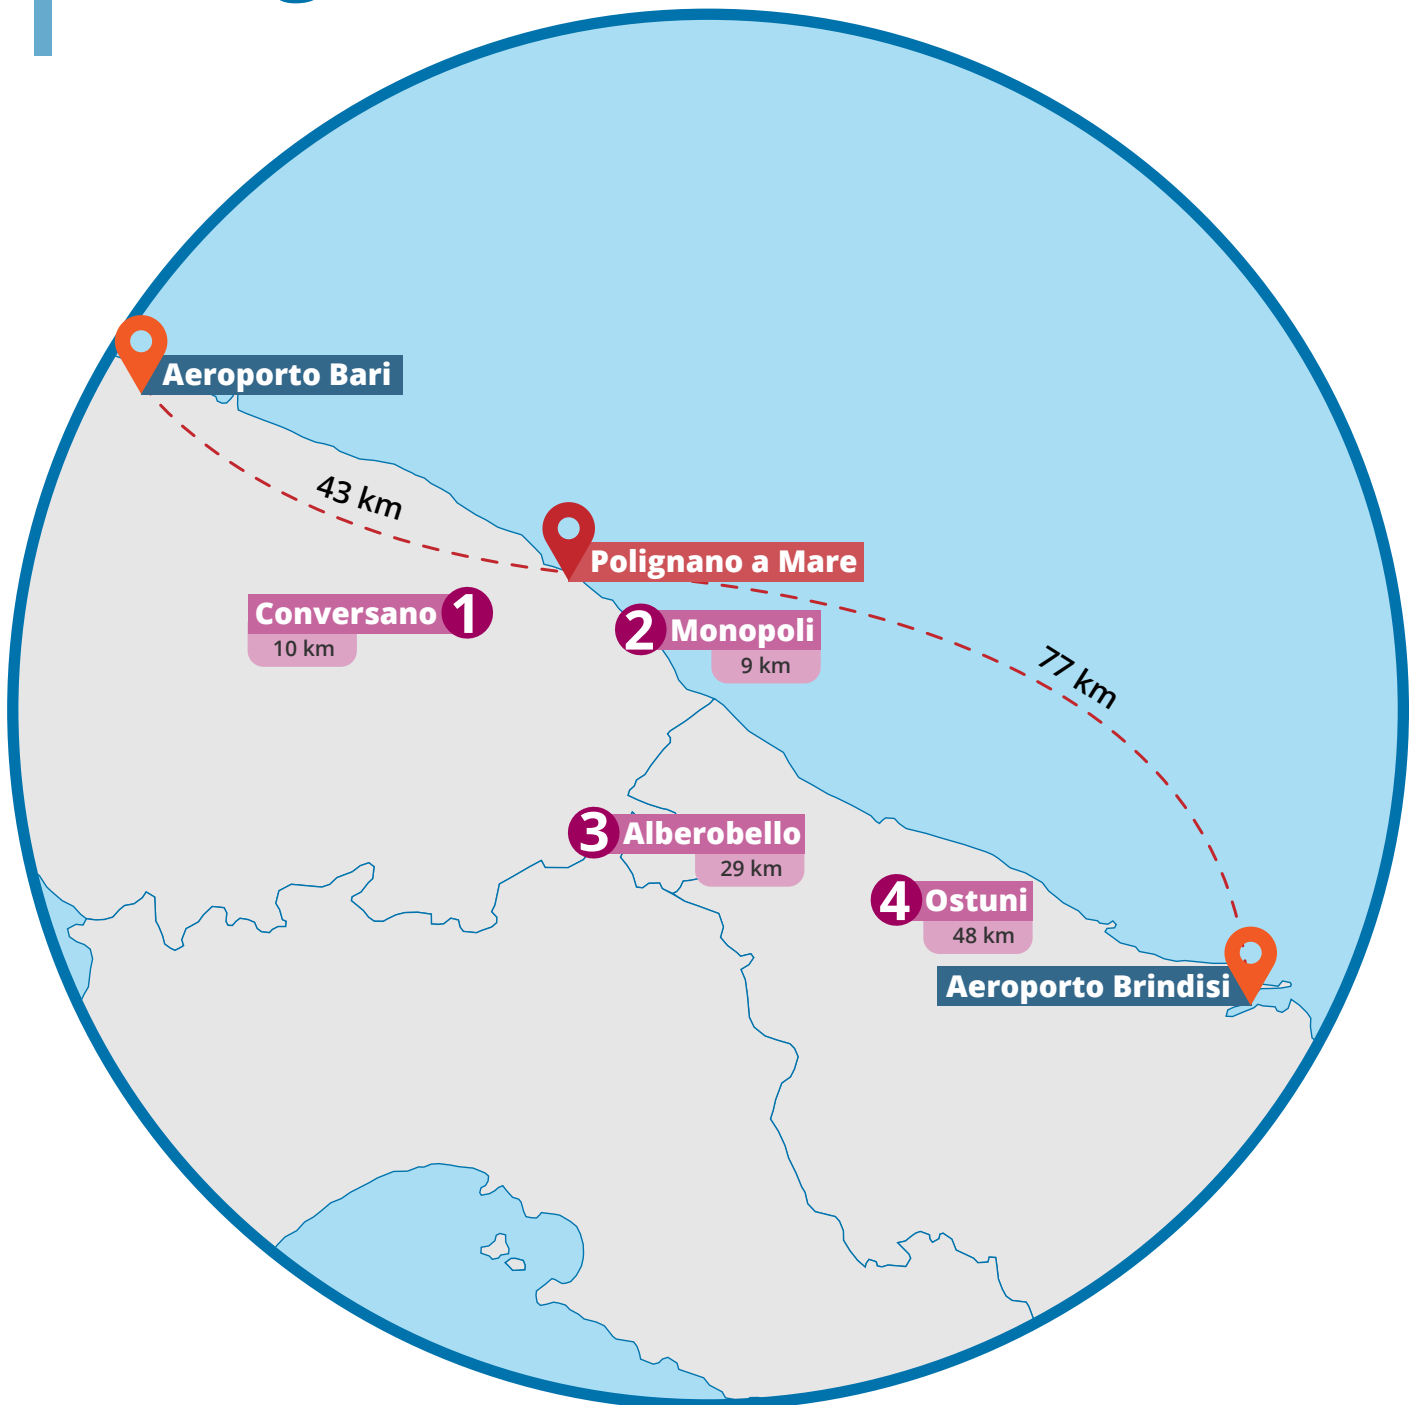 Aeroporto Bari
43 km
Polignano a Mare
Conversano 1
10 km
2 Monopoli
9 km
77 km
3 Alberobello
29 km
4 Ostuni
48 km
Aeroporto Brindisi